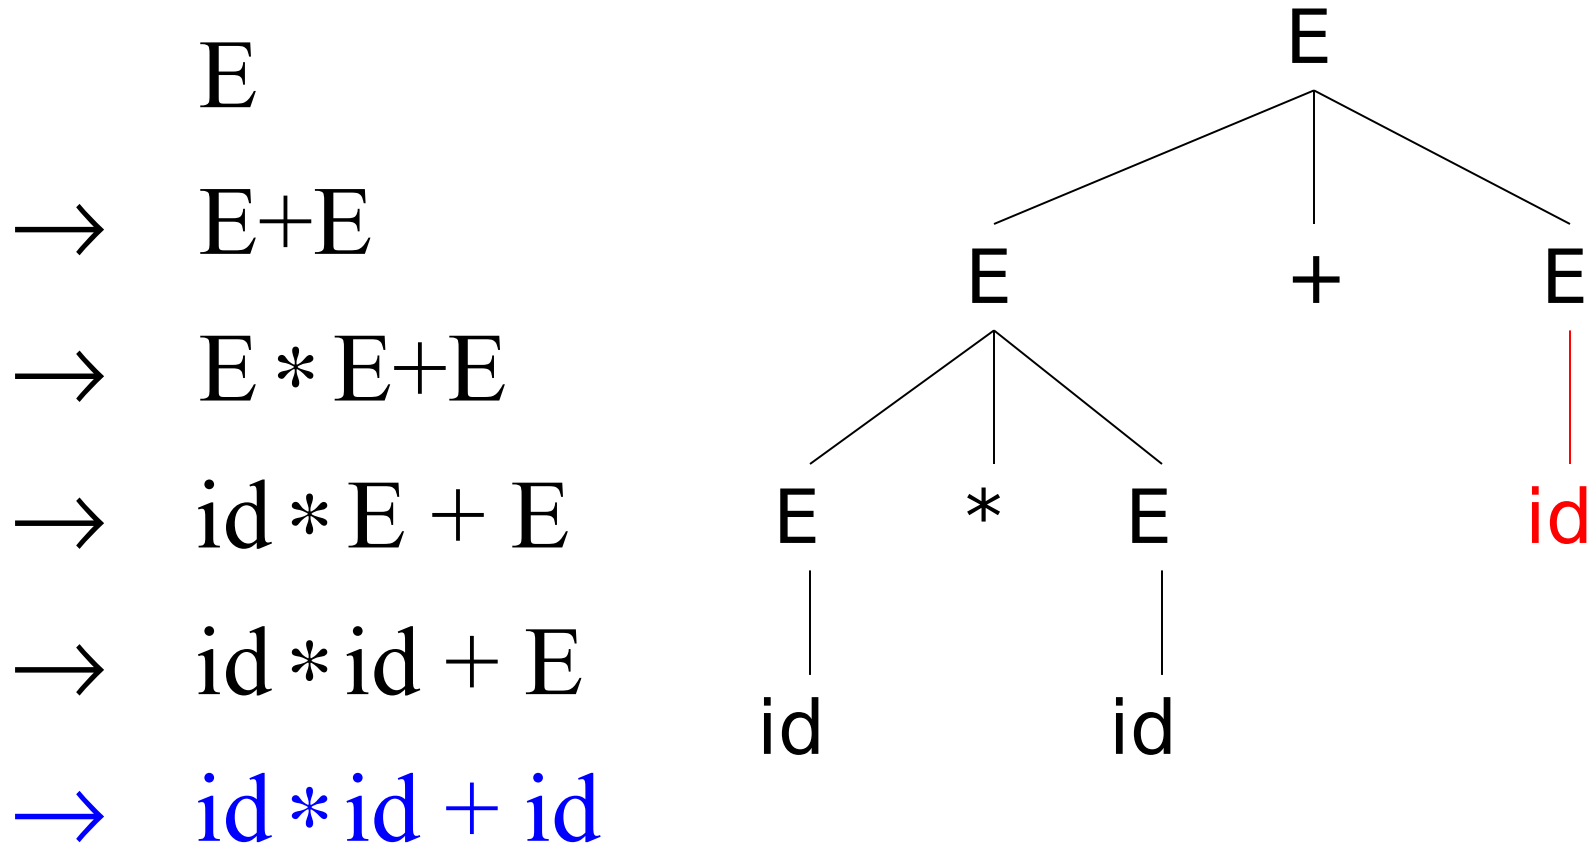 E
→ E+E
→ E * E+E
→ id * E + E
→ id * id + E
→ id * id + id
E
E + E
E * E id
id id